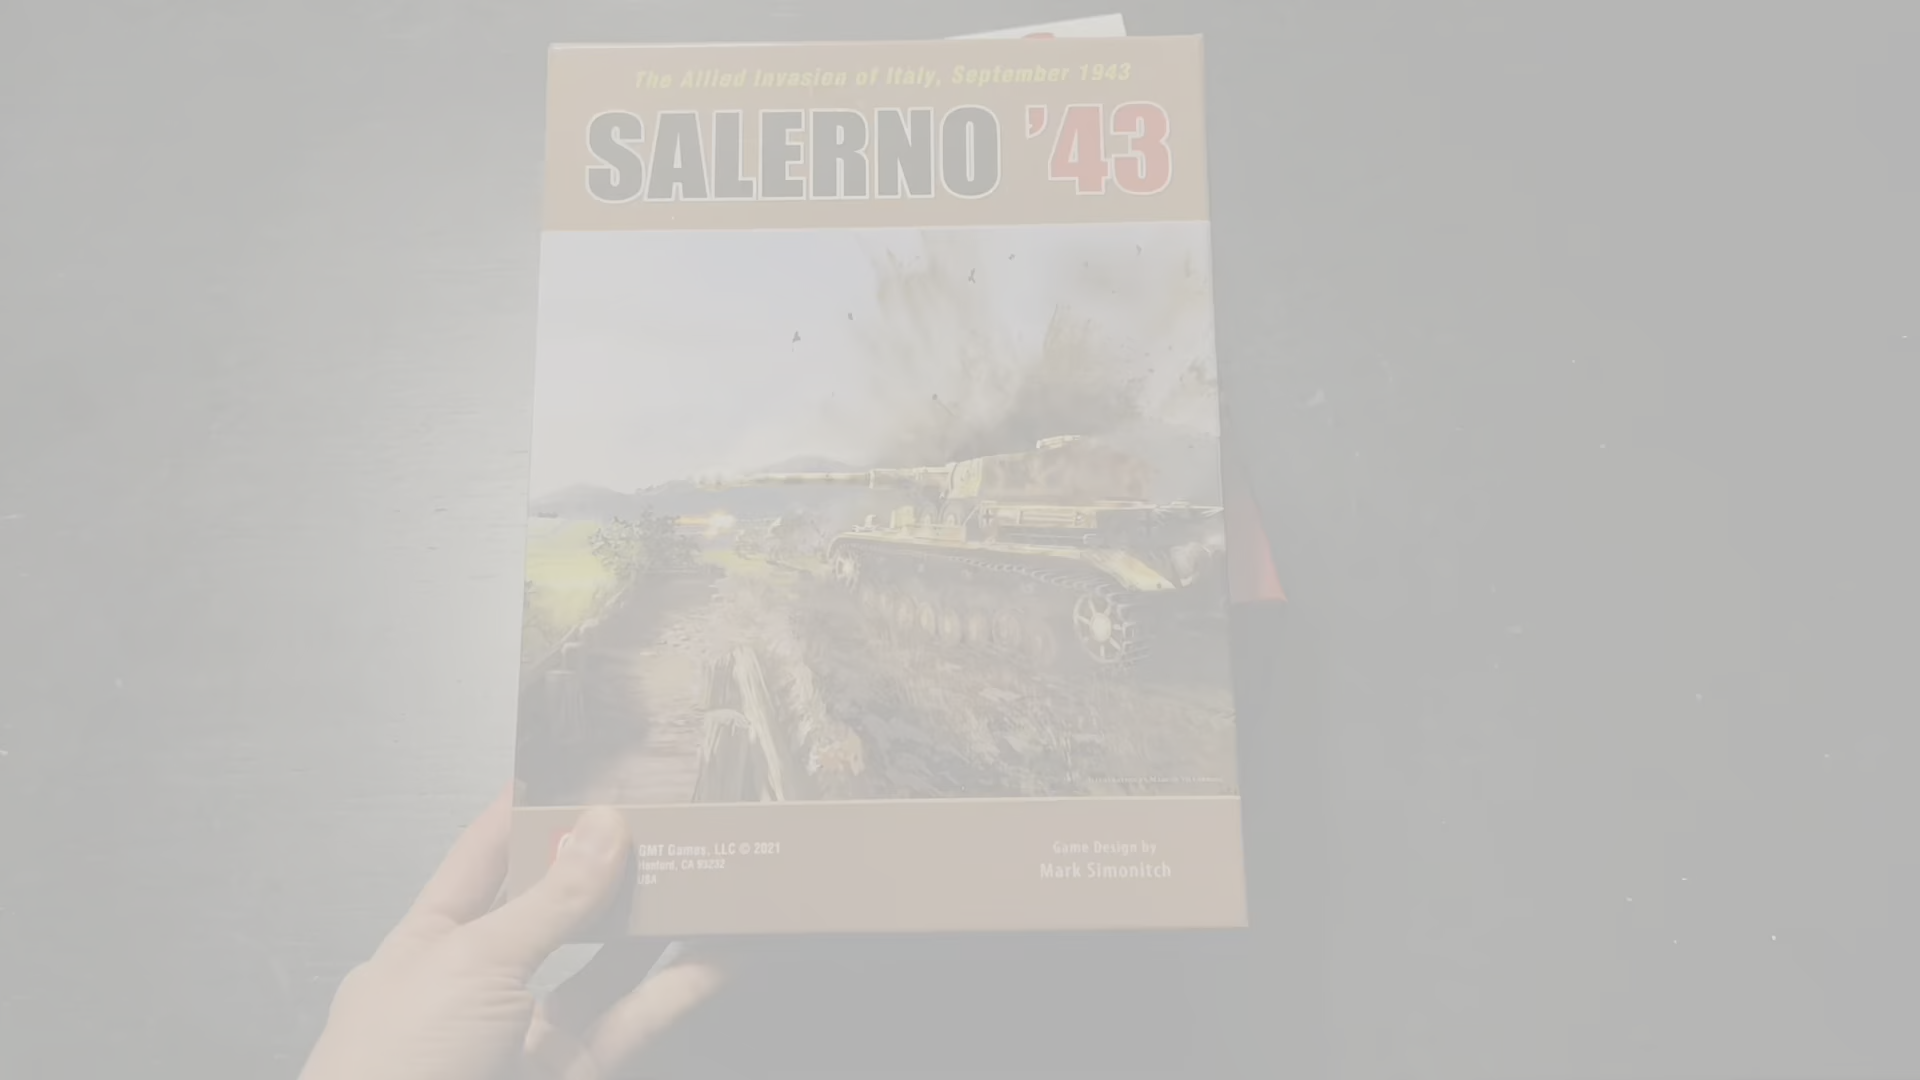 The Allied Invasion of Italy, September 1943
SALERNO '43
GMT Games, LLC © 2021
Hanford, CA 93232
USA
Game Design by
Mark Simonitch